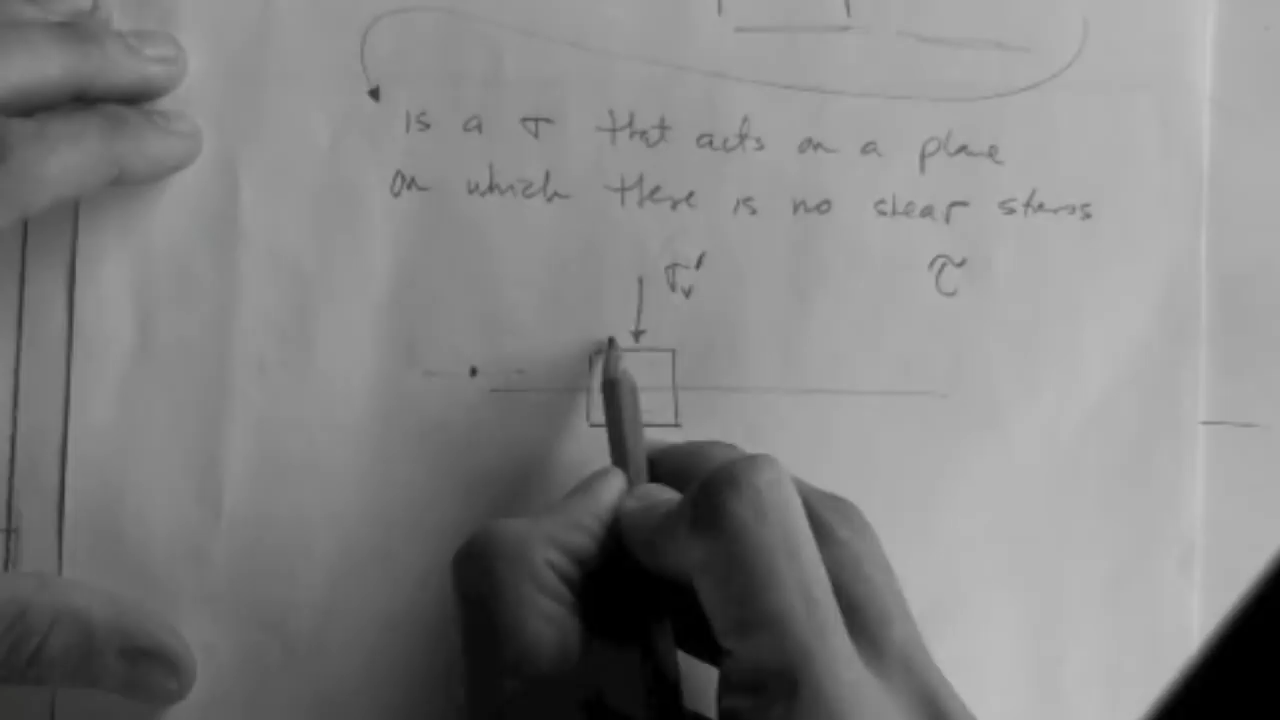 is a σ that acts on a plane
on which there is no shear stress
σv'
τ